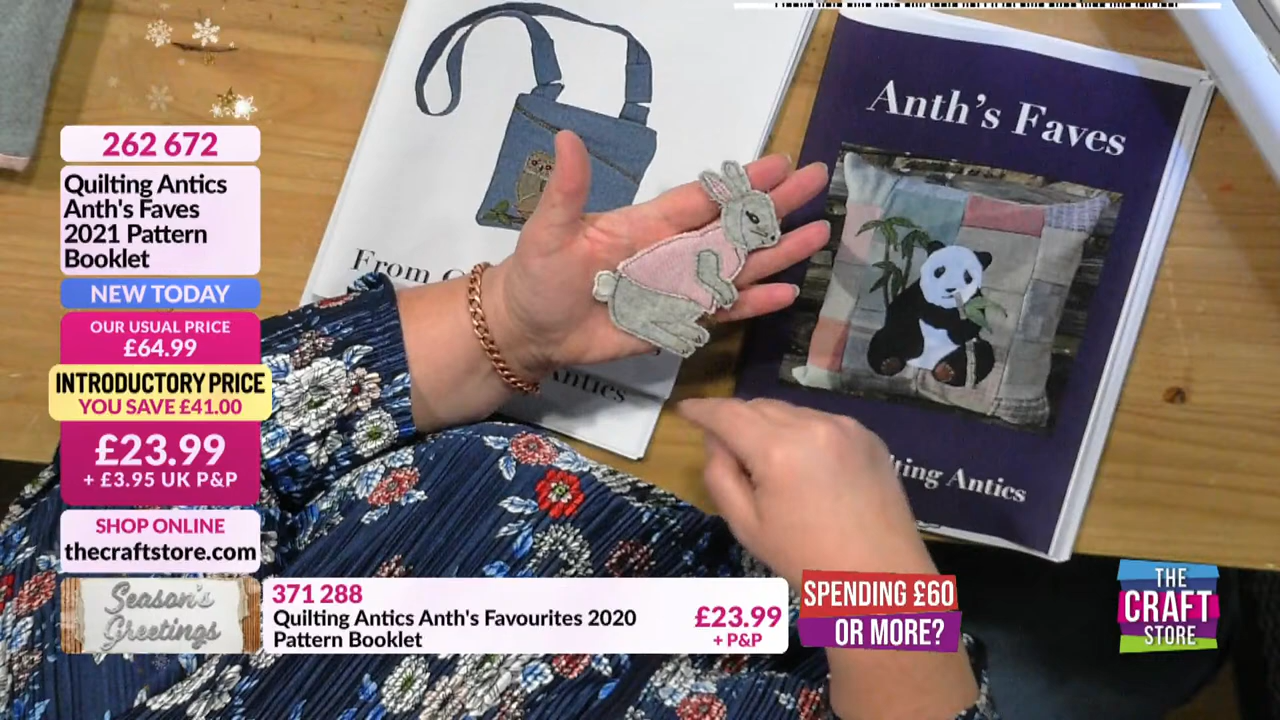 262 672
Quilting Antics
Anth's Faves
2021 Pattern
Booklet
NEW TODAY
OUR USUAL PRICE
£64.99
INTRODUCTORY PRICE
YOU SAVE £41.00
£23.99
+ £3.95 UK P&P
SHOP ONLINE
thecraftstore.com
Season's
Greetings
371 288
Quilting Antics Anth's Favourites 2020
Pattern Booklet
£23.99
+ P&P
SPENDING £60
OR MORE?
THE
CRAFT
STORE
From
Antics
Anth's Faves
ting Antics